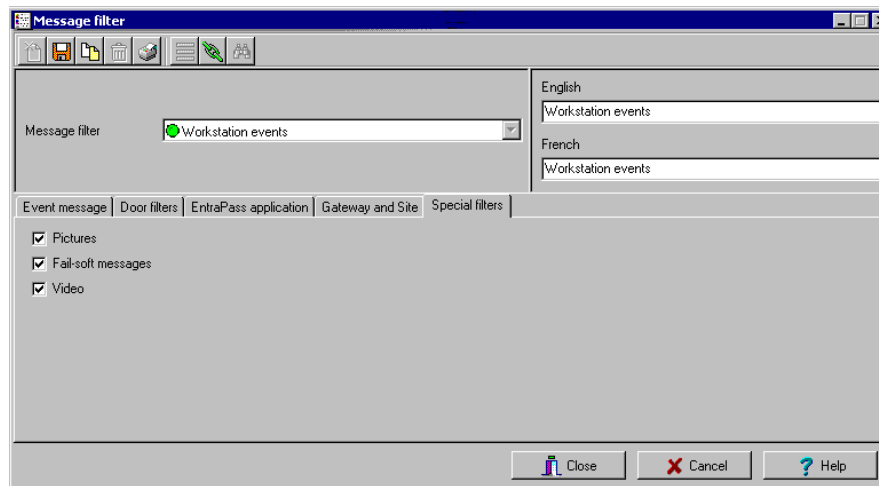 Message filter
English
Workstation events
Message filter
Workstation events
French
Workstation events
Event message
Door filters
EntraPass application
Gateway and Site
Special filters
Pictures
Fail-soft messages
Video
Close
Cancel
Help